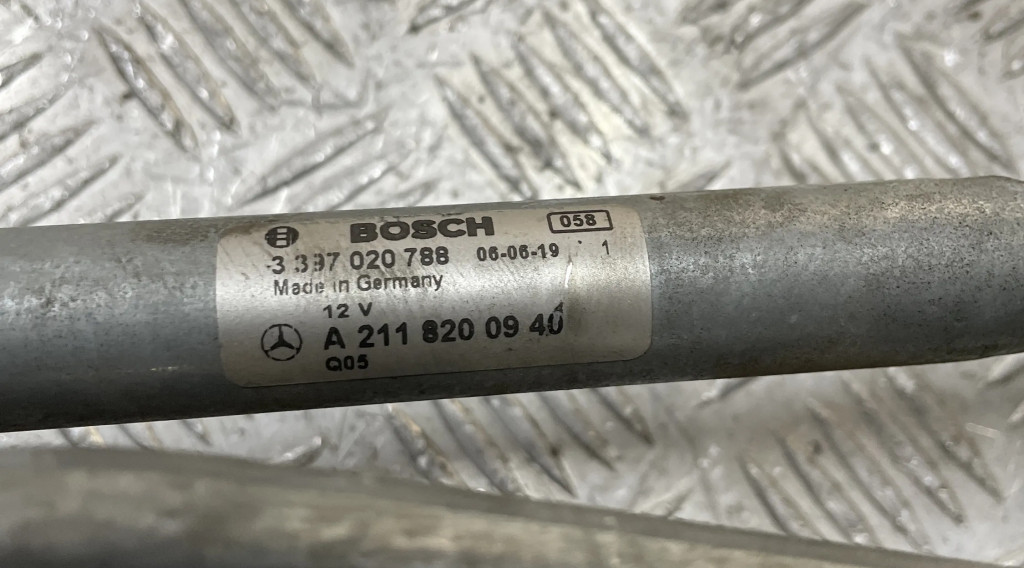 BOSCH 058
3 397 020 788 06-06-19 1
Made in Germany
12 V
A 211 820 09 40
Q05